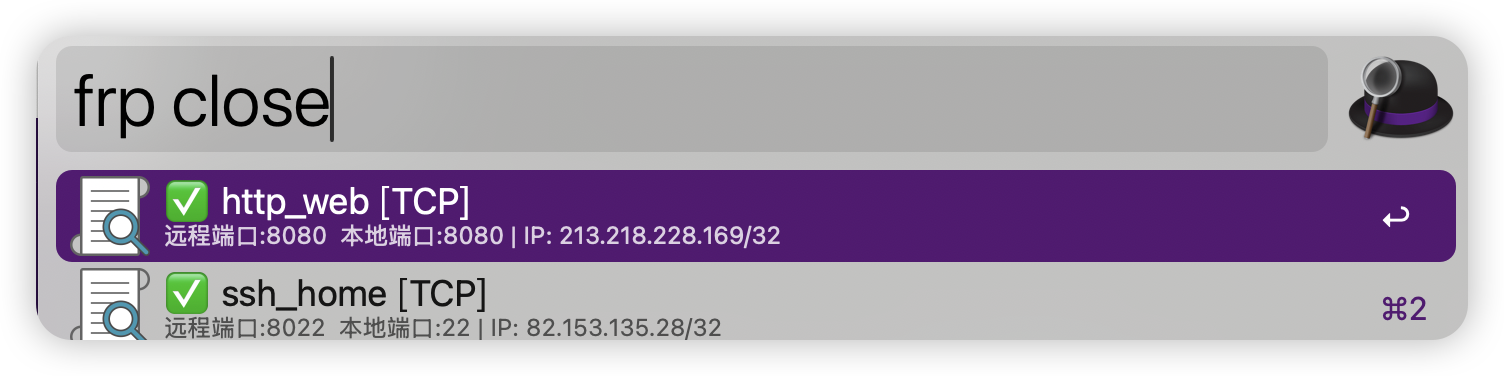 frp close
✅ http_web [TCP]
远程端口:8080 本地端口:8080 | IP: 213.218.228.169/32
✅ ssh_home [TCP]
⌘2
远程端口:8022 本地端口:22 | IP: 82.153.135.28/32